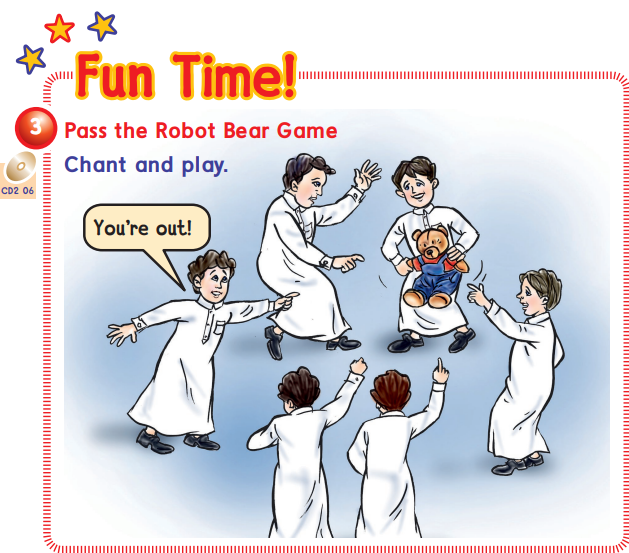 Fun Time!
3
Pass the Robot Bear Game
Chant and play.
CD2 06
You're out!